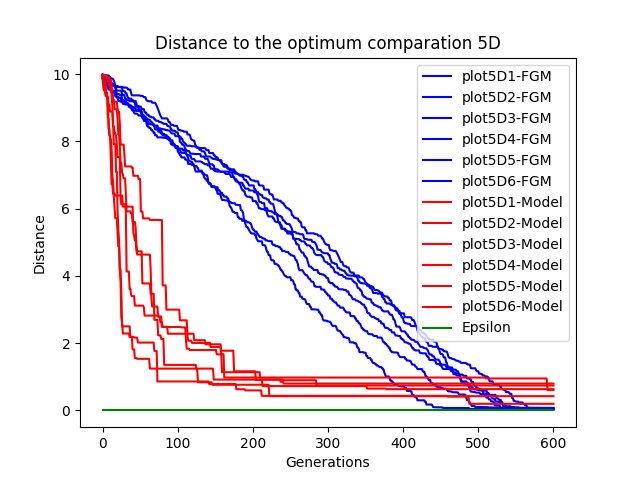 Distance to the optimum comparation 5D
10
8
6
4
2
0
Distance
plot5D1-FGM
plot5D2-FGM
plot5D3-FGM
plot5D4-FGM
plot5D5-FGM
plot5D6-FGM
plot5D1-Model
plot5D2-Model
plot5D3-Model
plot5D4-Model
plot5D5-Model
plot5D6-Model
Epsilon
0 100 200 300 400 500 600
Generations